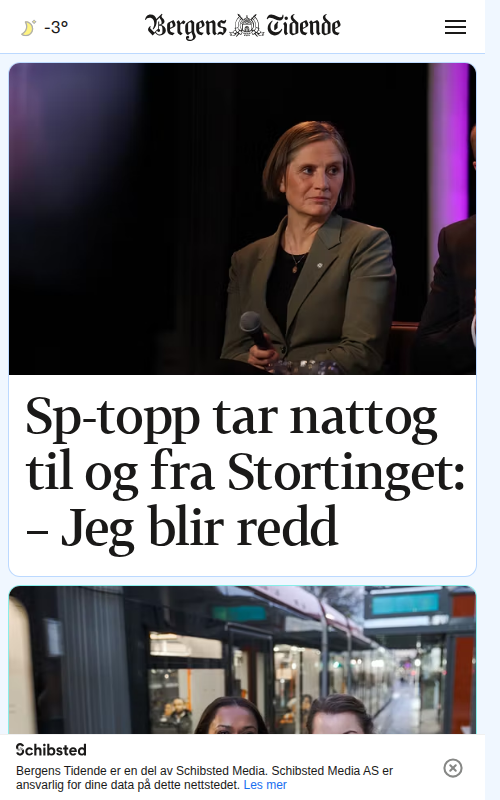 -3°
Bergens Tidende
Sp-topp tar nattog
til og fra Stortinget:
– Jeg blir redd
Schibsted
Bergens Tidende er en del av Schibsted Media. Schibsted Media AS er
ansvarlig for dine data på dette nettstedet. Les mer